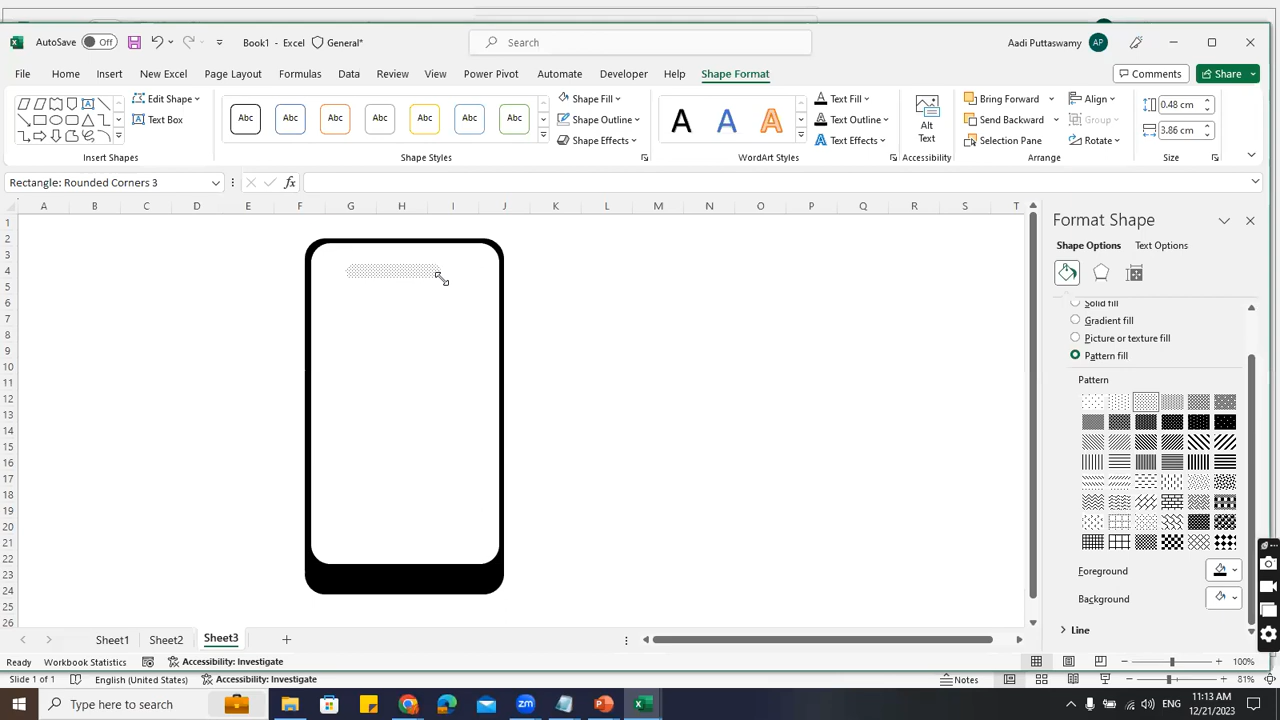 AutoSave Off Book1 - Excel General* Search Aadi Puttaswamy AP
File Home Insert New Excel Page Layout Formulas Data Review View Power Pivot Automate Developer Help Shape Format Comments Share
Edit Shape Text Box
Insert Shapes
Abc Abc Abc Abc Abc Abc Abc
Shape Fill
Shape Outline
Shape Effects
Shape Styles
A A A
Text Fill
Text Outline
Text Effects
WordArt Styles
Alt
Text
Accessibility
Bring Forward
Send Backward
Selection Pane
Align
Group
Rotate
Arrange
0.48 cm
3.86 cm
Size
Rectangle: Rounded Corners 3 fx
A B C D E F G H I J K L M N O P Q R S T
1
2
3
4
5
6
7
8
9
10
11
12
13
14
15
16
17
18
19
20
21
22
23
24
25
26
Format Shape
Shape Options Text Options
Solid fill
Gradient fill
Picture or texture fill
Pattern fill
Pattern
Foreground
Background
Line
Sheet1 Sheet2 Sheet3
Ready Workbook Statistics Accessibility: Investigate 100%
Slide 1 of 1 English (United States) Accessibility: Investigate Notes 81%
Type here to search zm ENG 11:13 AM
12/21/2023